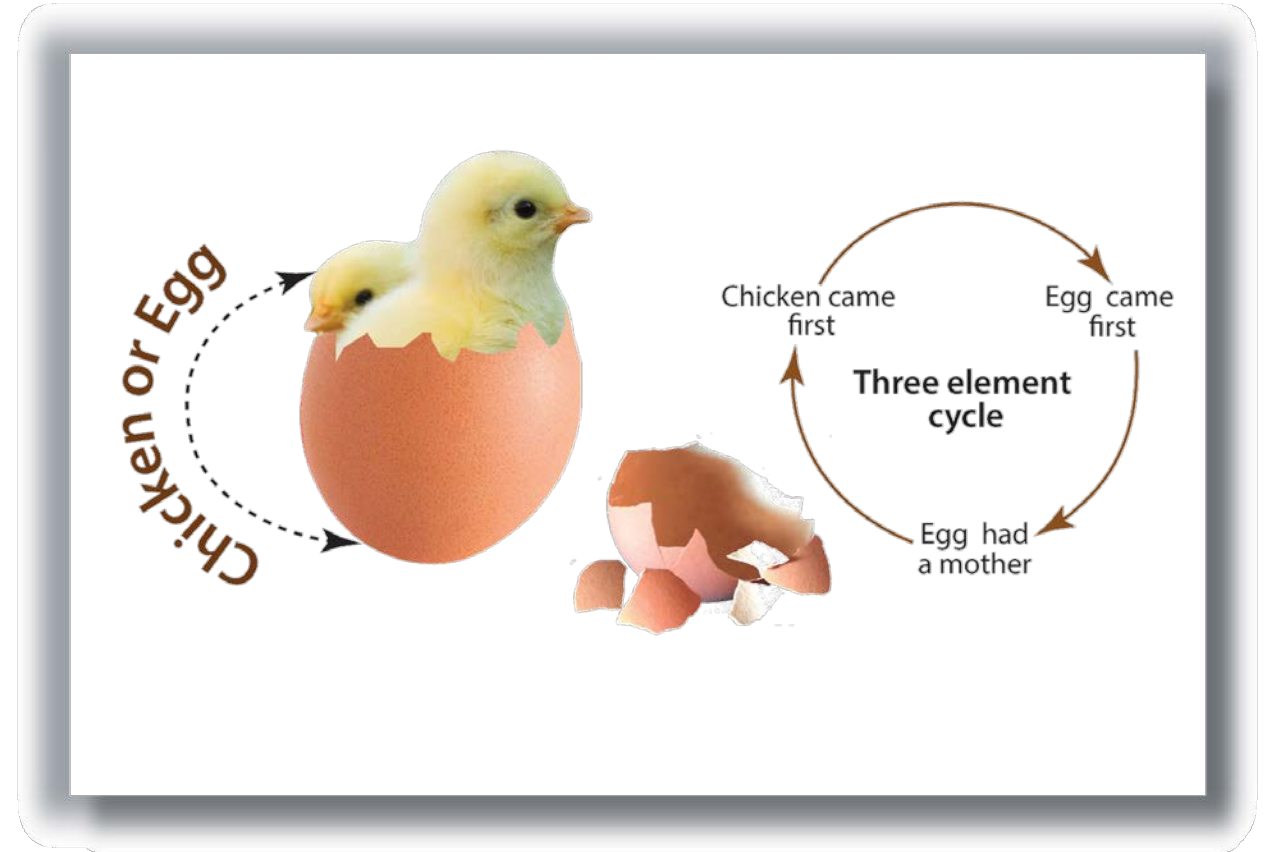 Chicken or Egg
Chicken came
first
Egg came
first
Three element
cycle
Egg had
a mother